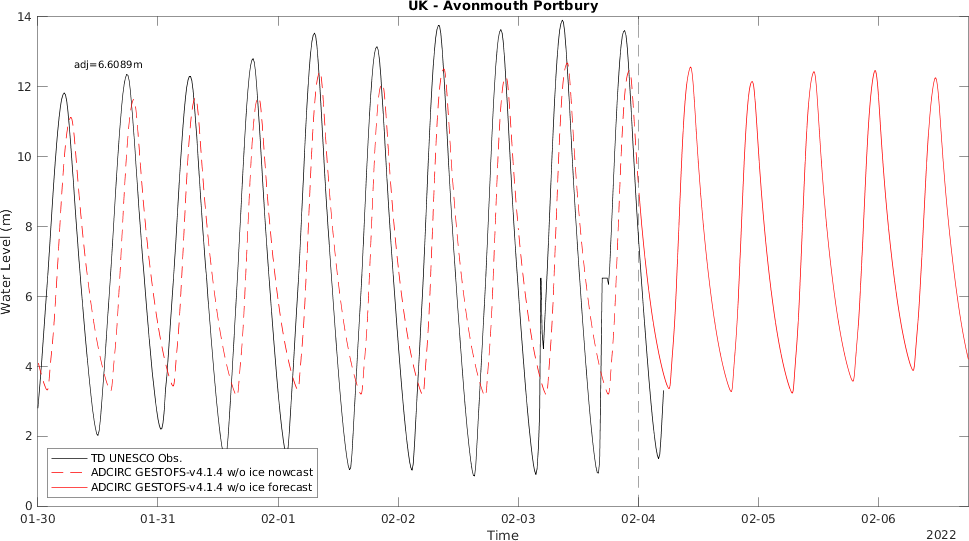 UK - Avonmouth Portbury
14
adj=6.6089m
12
10
8
Water Level (m)
6
4
2
TD UNESCO Obs.
ADCIRC GESTOFS-v4.1.4 w/o ice nowcast
ADCIRC GESTOFS-v4.1.4 w/o ice forecast
0
01-30 01-31 02-01 02-02 02-03 02-04 02-05 02-06
Time
2022